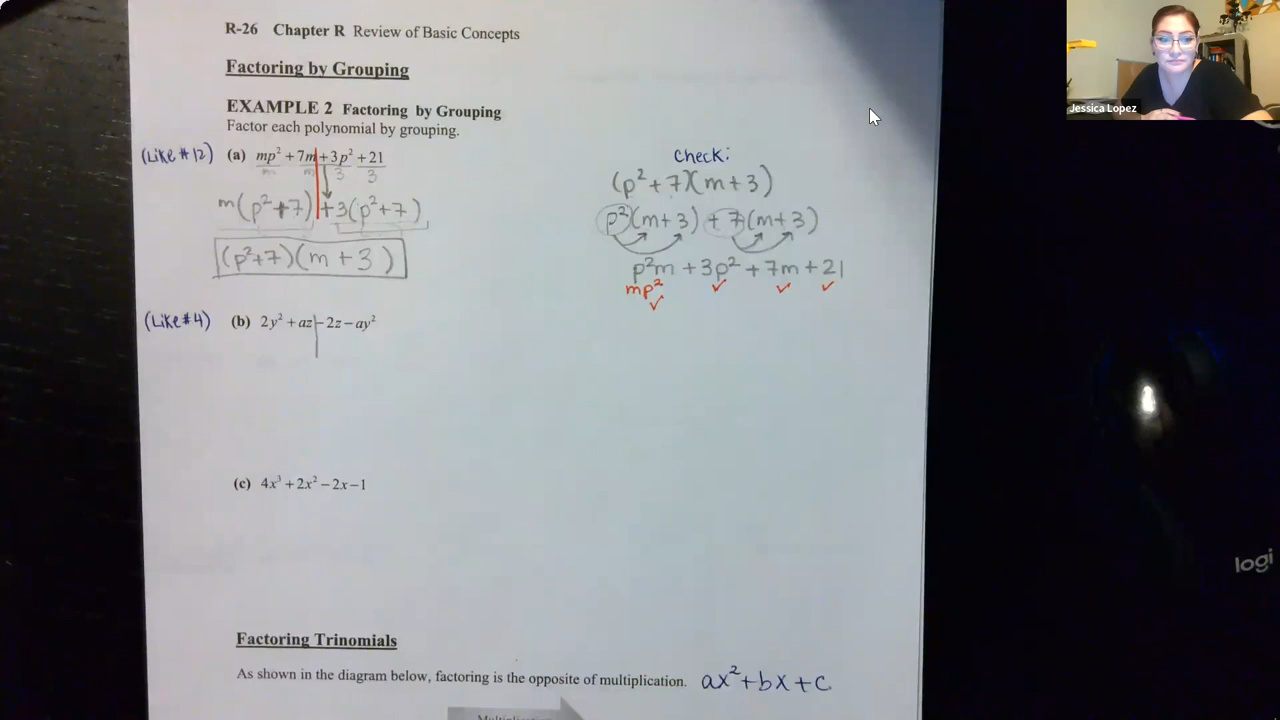 R-26 Chapter R Review of Basic Concepts
Factoring by Grouping
EXAMPLE 2 Factoring by Grouping
Factor each polynomial by grouping.
(Like #12) (a) mp² + 7m + 3p² + 21
m m 3 3
m(p² + 7) + 3(p² + 7)
(p²+7)(m + 3)
Check:
(p² + 7)(m + 3)
p²(m + 3) + 7(m + 3)
p²m + 3p² + 7m + 21
mp²
(Like #4) (b) 2y² + az − 2z − ay²
(c) 4x³ + 2x² − 2x − 1
Factoring Trinomials
As shown in the diagram below, factoring is the opposite of multiplication. ax² + bx + c
Jessica Lopez
logi